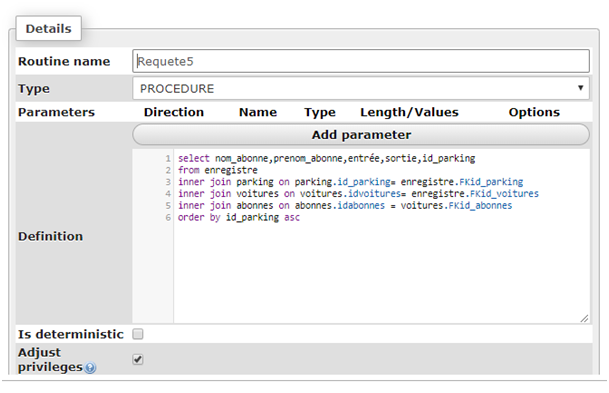 Details
Routine name Requete5
Type PROCEDURE
Parameters Direction Name Type Length/Values Options
Add parameter
Definition
1 select nom_abonne,prenom_abonne,entrée,sortie,id_parking
2 from enregistre
3 inner join parking on parking.id_parking= enregistre.FKid_parking
4 inner join voitures on voitures.idvoitures= enregistre.FKid_voitures
5 inner join abonnes on abonnes.idabonnes = voitures.FKid_abonnes
6 order by id_parking asc
Is deterministic
Adjust
privileges